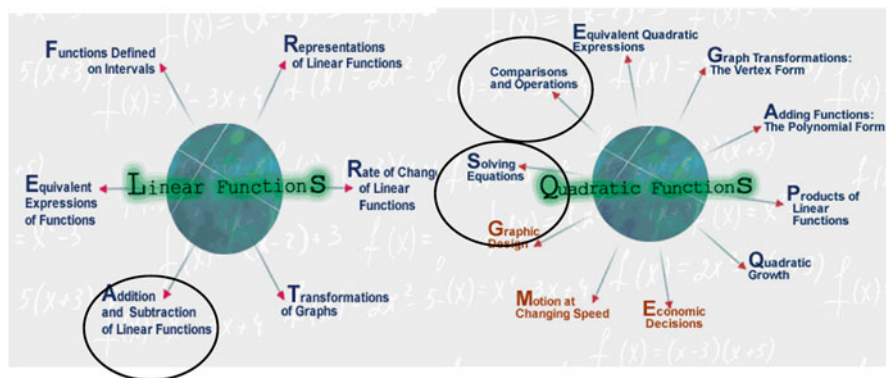 Functions Defined
on Intervals
Representations
of Linear Functions
Linear Functions
Equivalent
Expressions
of Functions
Rate of Chang
of Linear
Functions
Addition
and Subtraction
of Linear Functions
Transformations
of Graphs
Equivalent Quadratic
Expressions
Comparisons
and Operations
Graph Transformations:
The Vertex Form
Adding Functions:
The Polynomial Form
Solving
Equations
Quadratic Functions
Products of
Linear
Functions
Graphic
Design
Quadratic
Growth
Motion at
Changing Speed
Economic
Decisions
f(x) = (x-3)(x+5)